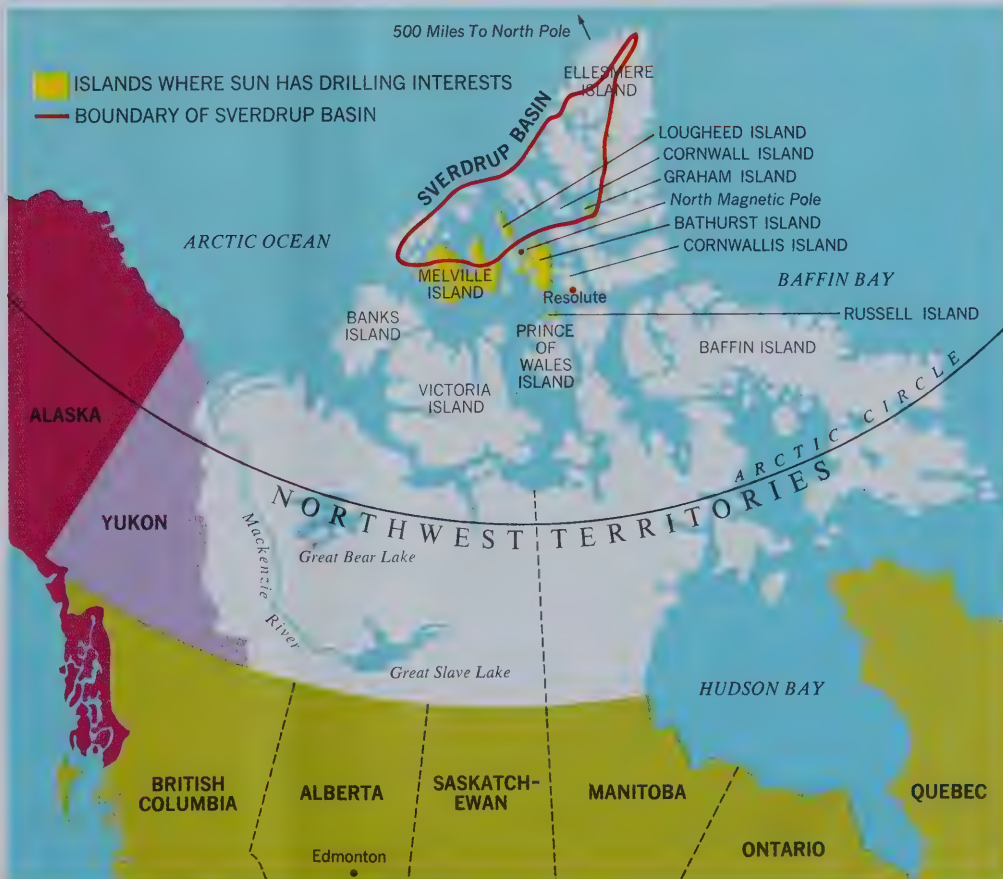 500 Miles To North Pole
ISLANDS WHERE SUN HAS DRILLING INTERESTS
BOUNDARY OF SVERDRUP BASIN
ELLESMERE
ISLAND
SVERDRUP BASIN
LOUGHEED ISLAND
CORNWALL ISLAND
GRAHAM ISLAND
North Magnetic Pole
BATHURST ISLAND
CORNWALLIS ISLAND
ARCTIC OCEAN
MELVILLE
ISLAND
BAFFIN BAY
Resolute
RUSSELL ISLAND
BANKS
ISLAND
PRINCE
OF
WALES
ISLAND
BAFFIN ISLAND
VICTORIA
ISLAND
ARCTIC CIRCLE
ALASKA
YUKON
NORTHWEST TERRITORIES
Mackenzie
River
Great Bear Lake
Great Slave Lake
HUDSON BAY
BRITISH
COLUMBIA
ALBERTA
SASKATCH-
EWAN
MANITOBA
QUEBEC
ONTARIO
Edmonton